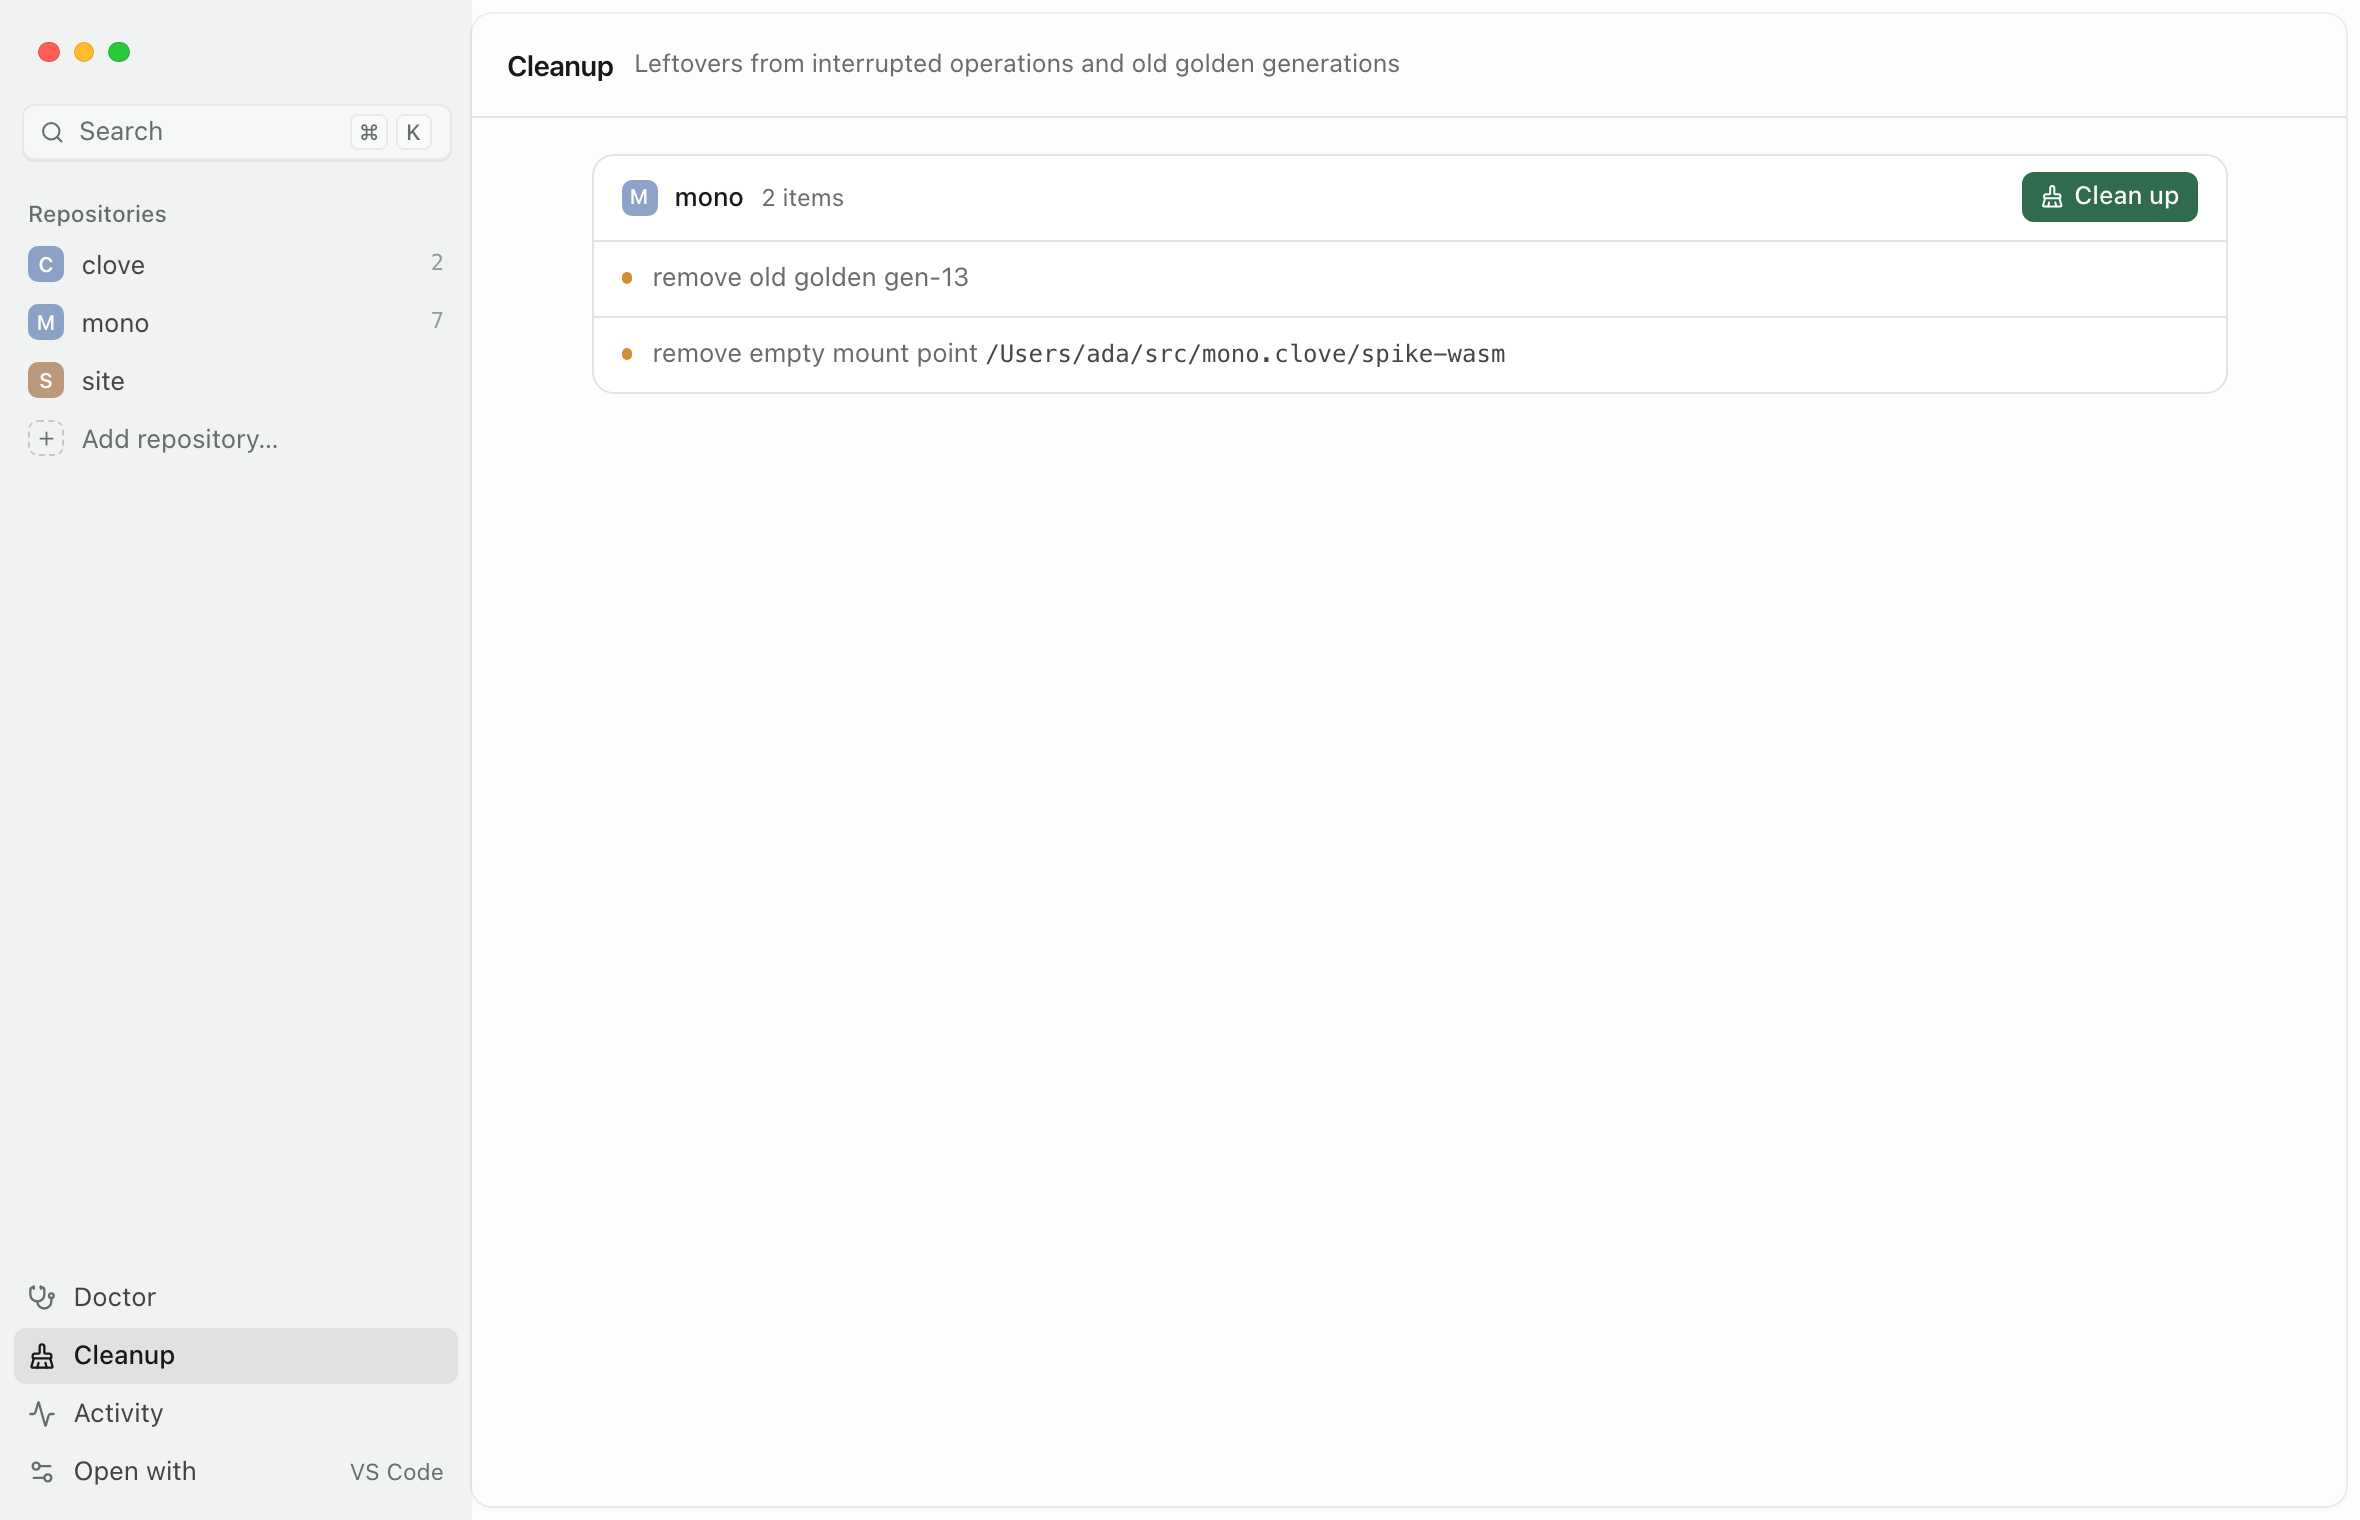 Search ⌘ K
Repositories
C clove 2
M mono 7
S site
+ Add repository...
Doctor
Cleanup
Activity
Open with VS Code
Cleanup Leftovers from interrupted operations and old golden generations
M mono 2 items Clean up
remove old golden gen-13
remove empty mount point /Users/ada/src/mono.clove/spike-wasm